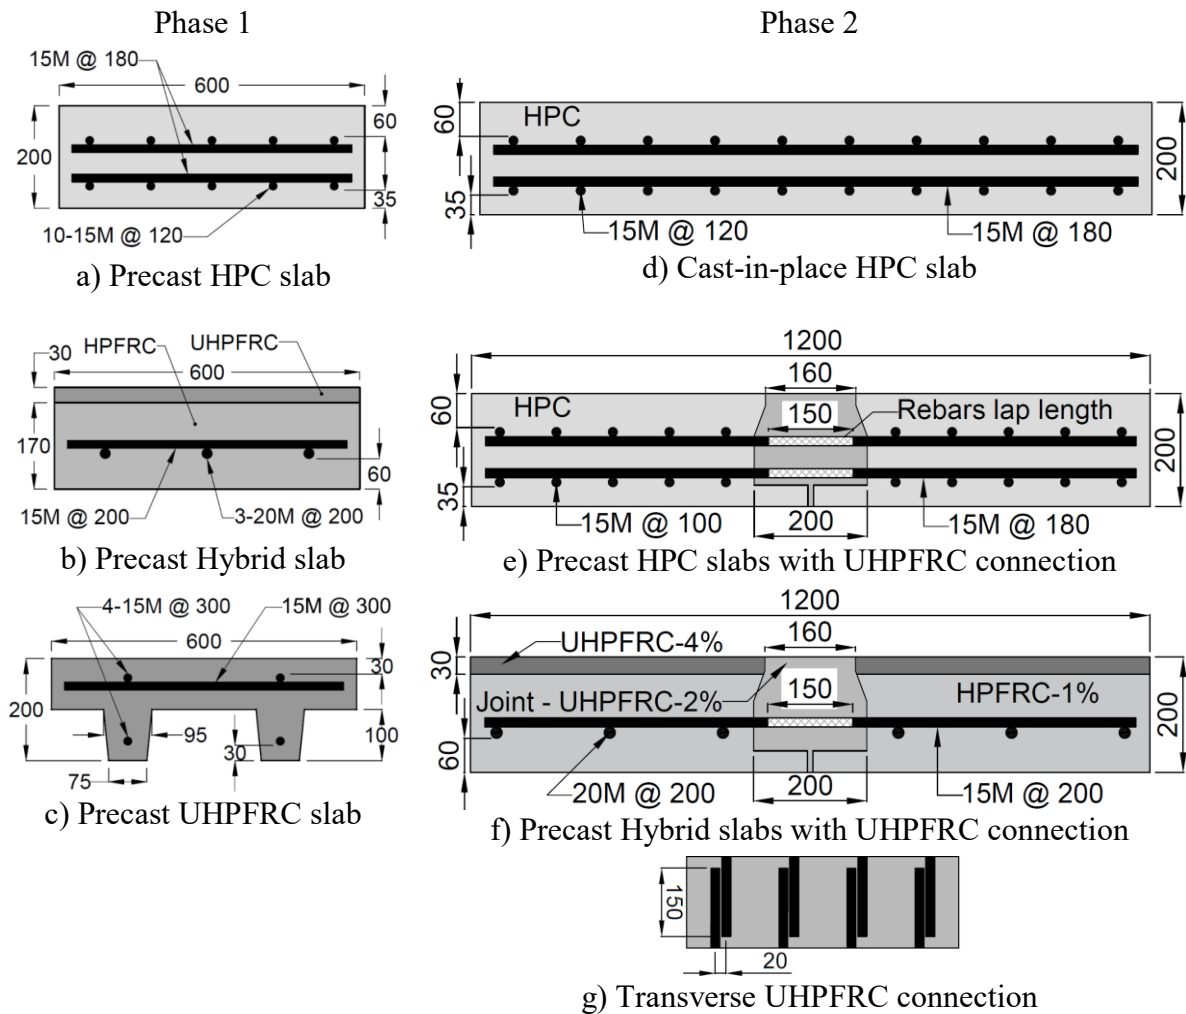 Phase 1
15M @ 180
600
60
200
35
10-15M @ 120
a) Precast HPC slab
30
HPFRC
UHPFRC
600
170
60
15M @ 200
3-20M @ 200
b) Precast Hybrid slab
4-15M @ 300
15M @ 300
600
30
200
95
100
30
75
c) Precast UHPFRC slab
Phase 2
60
HPC
200
35
15M @ 120
15M @ 180
d) Cast-in-place HPC slab
1200
160
60
HPC
150
Rebars lap length
200
35
15M @ 100
200
15M @ 180
e) Precast HPC slabs with UHPFRC connection
1200
160
30
UHPFRC-4%
150
Joint - UHPFRC-2%
HPFRC-1%
200
60
20M @ 200
200
15M @ 200
f) Precast Hybrid slabs with UHPFRC connection
150
20
g) Transverse UHPFRC connection